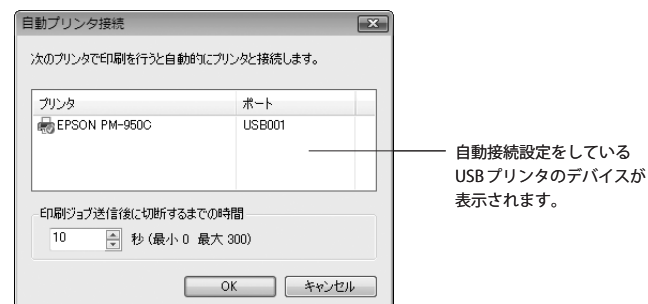 自動プリンタ接続
次のプリンタで印刷を行うと自動的にプリンタと接続します。
プリンタ ポート
EPSON PM-950C USB001
自動接続設定をしている
USBプリンタのデバイスが
表示されます。
印刷ジョブ送信後に切断するまでの時間
10 秒 (最小 0 最大 300)
OK キャンセル